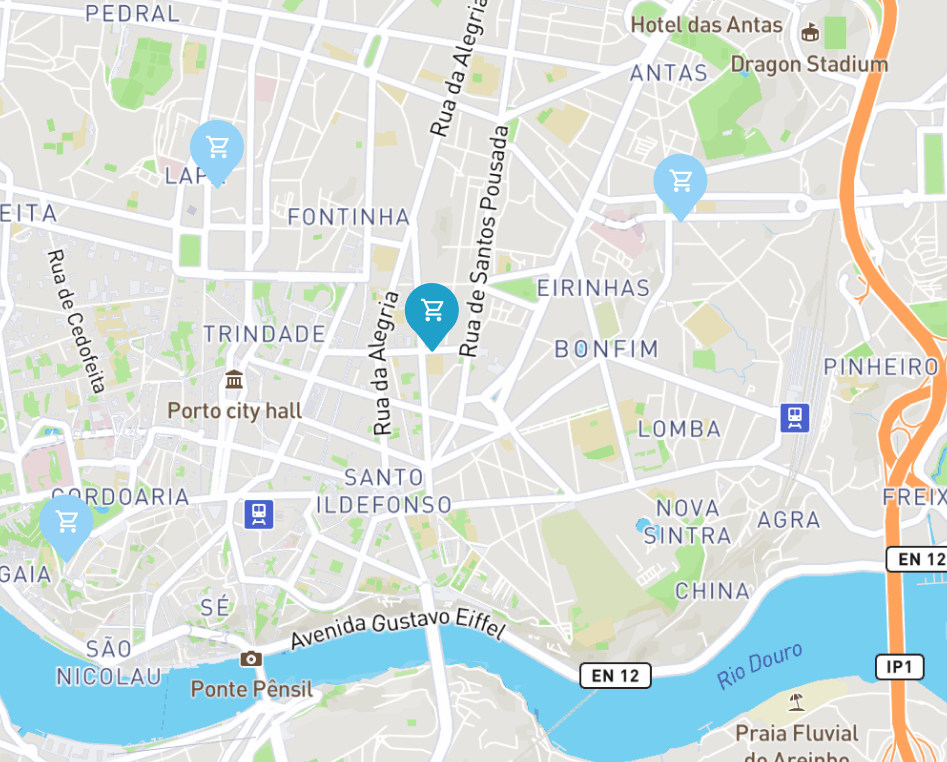 PEDRAL
Rua da Alegria
Hotel das Antas
Dragon Stadium
ANTAS
LAPA
EITA
FONTINHA
Rua de Santos Pousada
Rua de Cedofeita
EIRINHAS
TRINDADE
Rua da Alegria
BONFIM
PINHEIRO
Porto city hall
LOMBA
SANTO
ILDEFONSO
CORDOARIA
FREIX
NOVA
SINTRA
AGRA
EN 12
GAIA
CHINA
SÉ
Avenida Gustavo Eiffel
SÃO
NICOLAU
Rio Douro
IP1
EN 12
Ponte Pênsil
Praia Fluvial
do Areinho